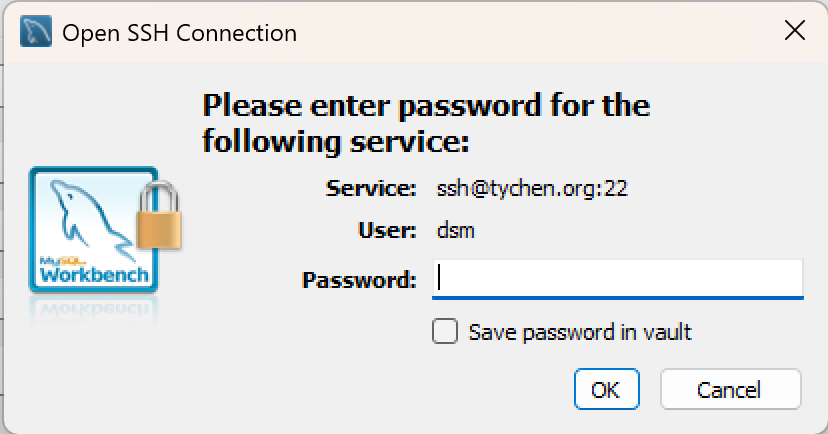 Open SSH Connection
Please enter password for the
following service:
Service: ssh@tychen.org:22
User: dsm
Password:
Save password in vault
MySQL
Workbench
OK Cancel